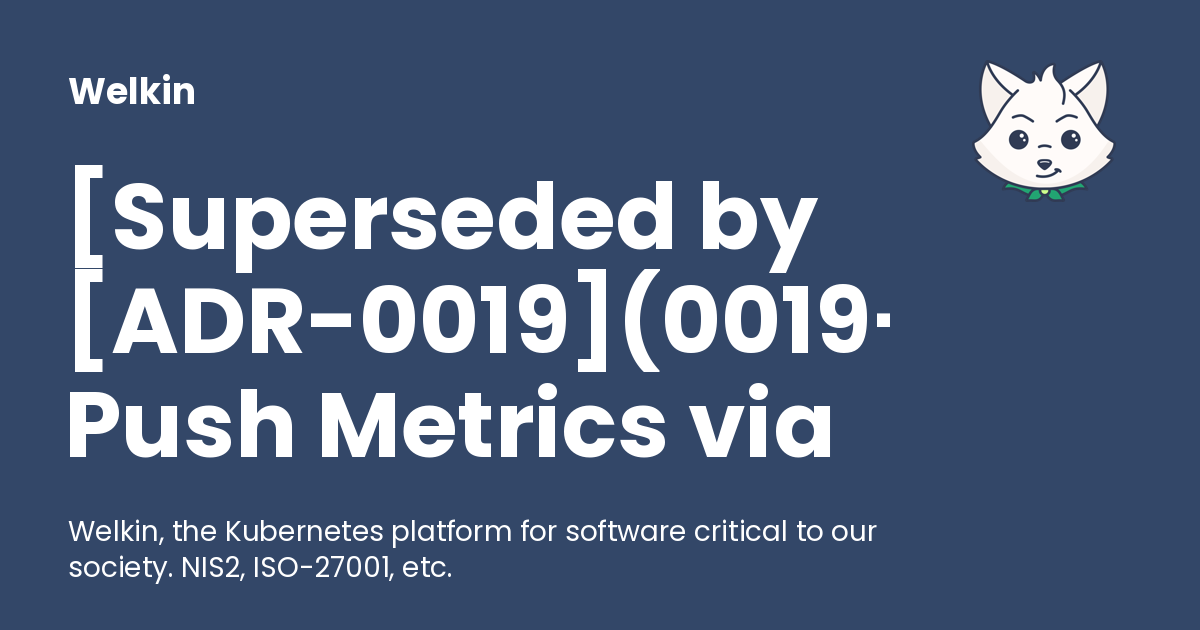 Welkin
[Superseded by
[ADR-0019](0019-
Push Metrics via
Welkin, the Kubernetes platform for software critical to our
society. NIS2, ISO-27001, etc.